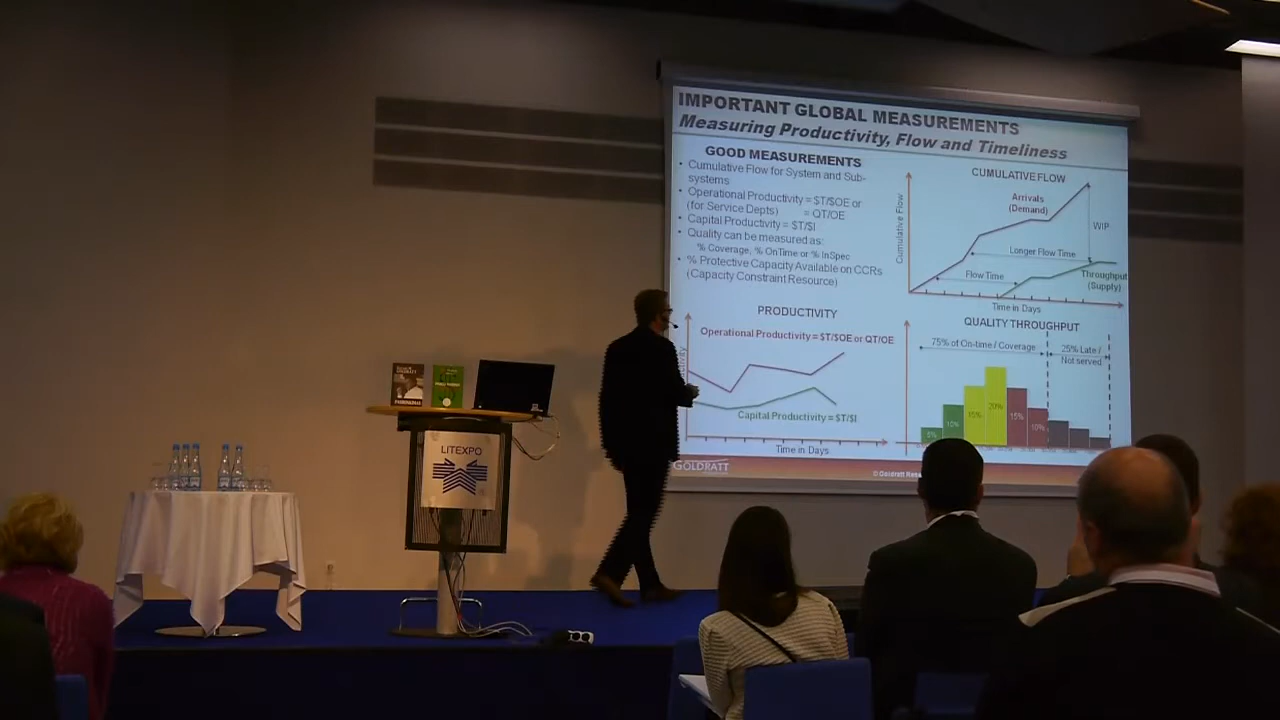 IMPORTANT GLOBAL MEASUREMENTS
Measuring Productivity, Flow and Timeliness
GOOD MEASUREMENTS
• Cumulative Flow for System and Sub-
systems
• Operational Productivity = $T/$OE or
(for Service Depts) = QT/OE
• Capital Productivity = $T/$I
• Quality can be measured as:
% Coverage, % OnTime or % InSpec
• % Protective Capacity Available on CCRs
(Capacity Constraint Resource)
CUMULATIVE FLOW
Cumulative Flow
Arrivals
(Demand)
WIP
Longer Flow Time
Flow Time
Throughput
(Supply)
Time in Days
PRODUCTIVITY
Operational Productivity = $T/$OE or QT/OE
Capital Productivity = $T/$I
Time in Days
QUALITY THROUGHPUT
75% of On-time / Coverage
25% Late /
Not served
5%
10%
15%
20%
15%
10%
GOLDRATT
© Goldratt
GOLDRATT
LITEXPO